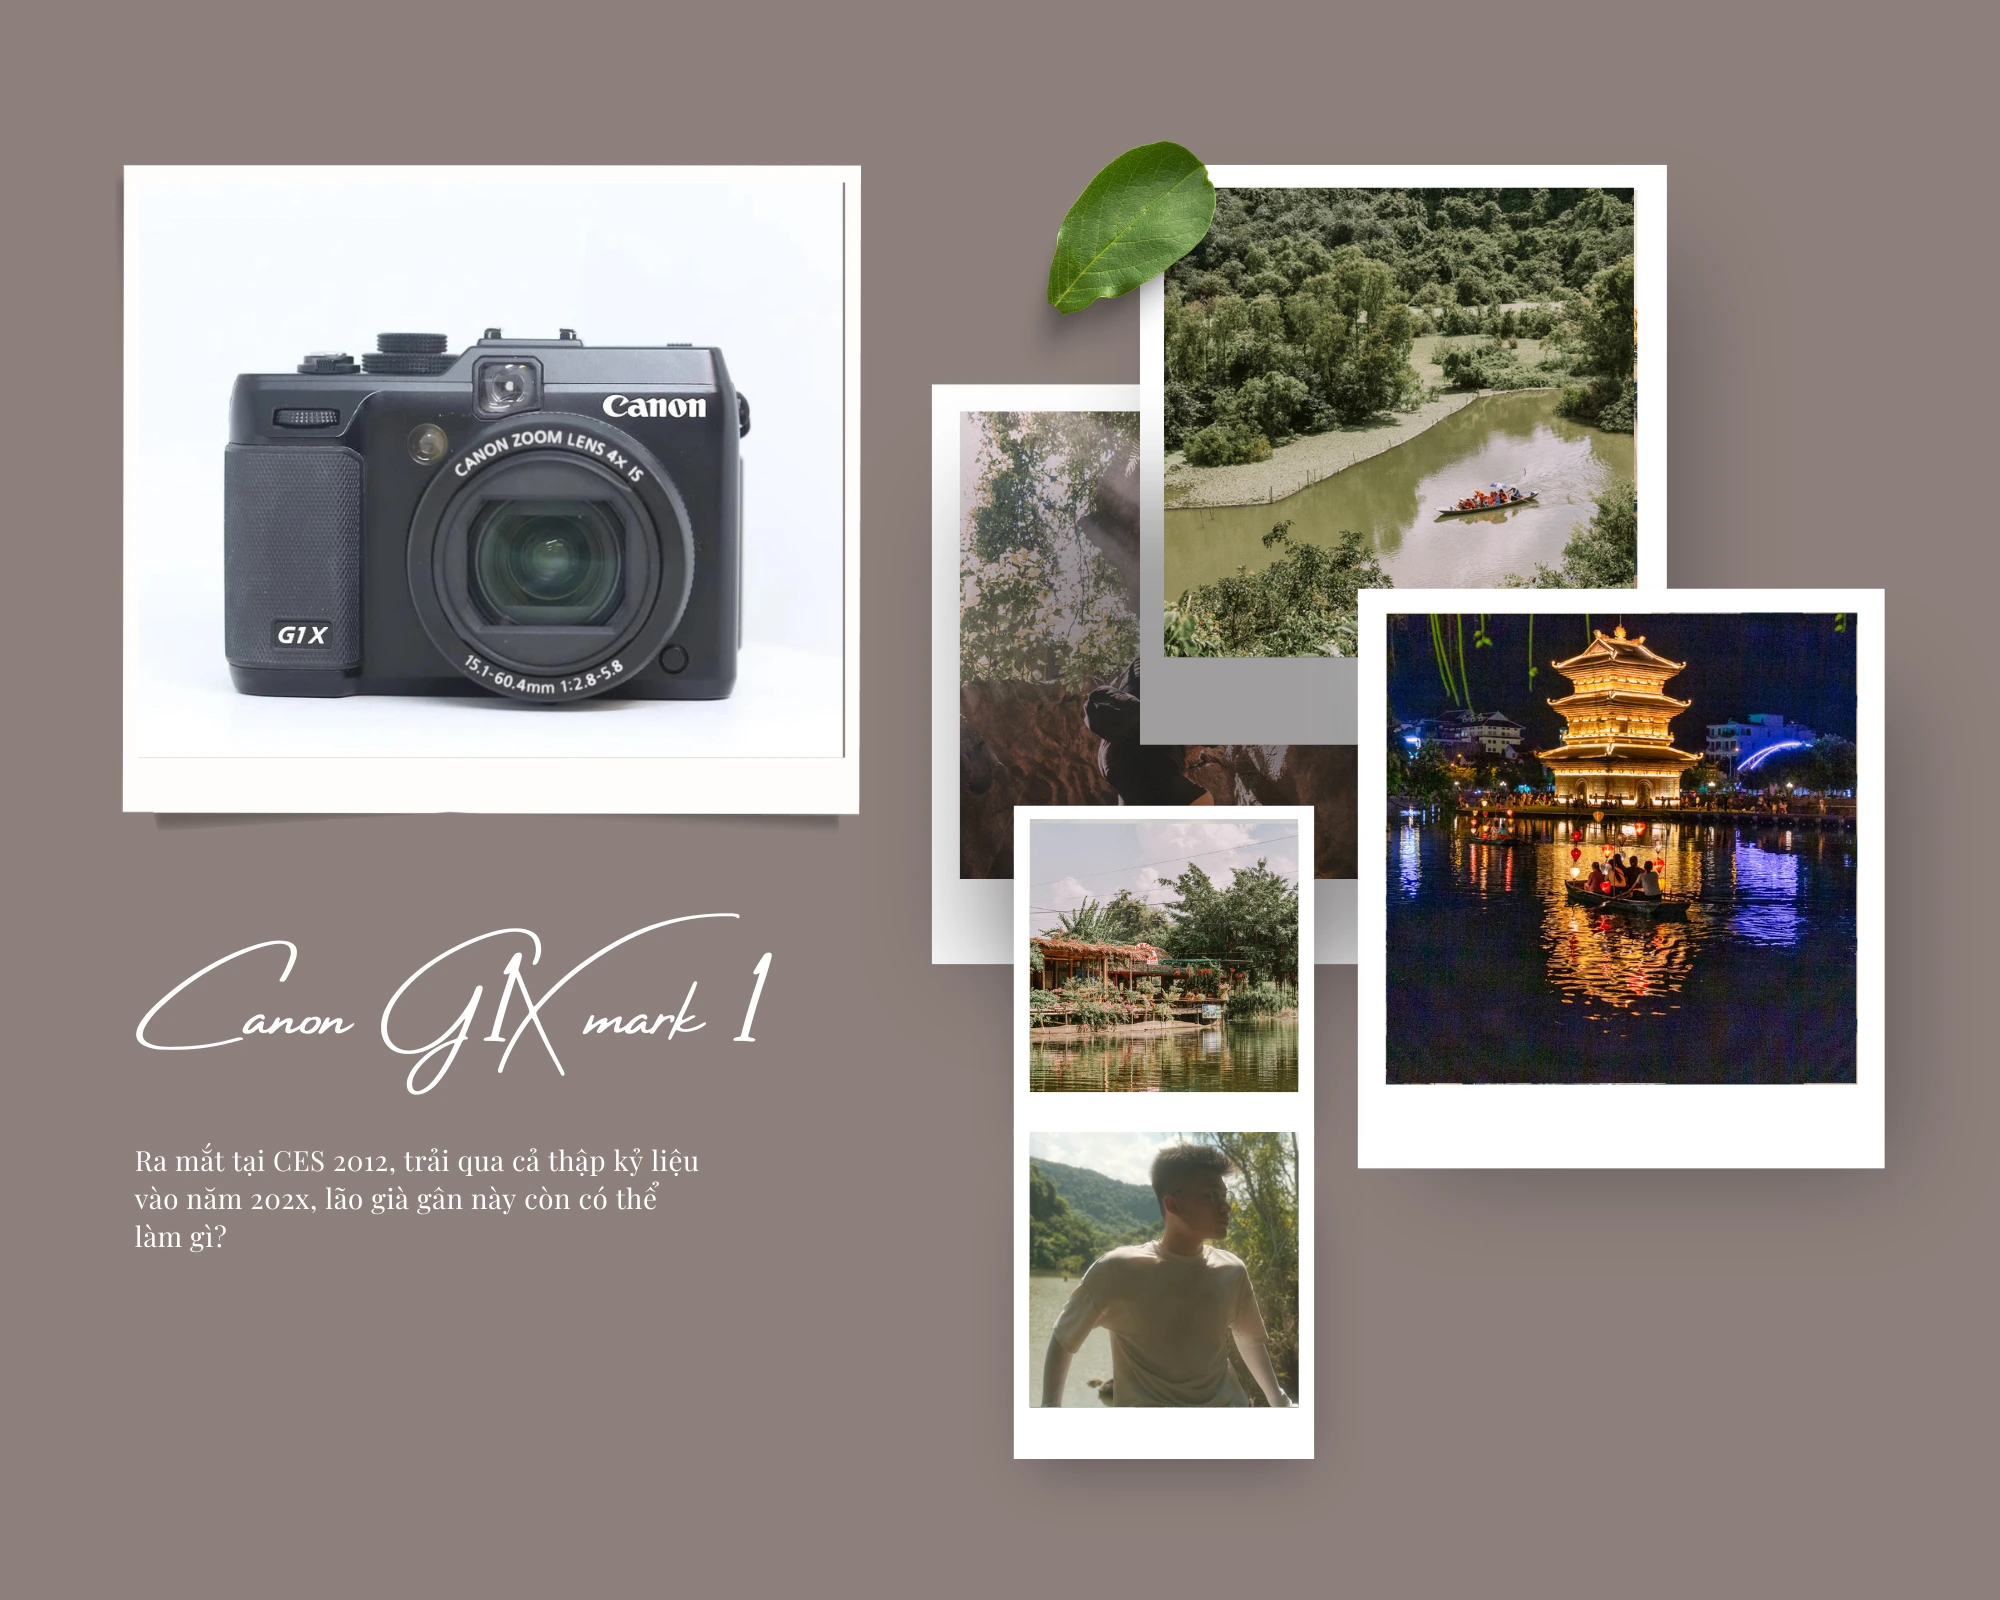 Canon
CANON ZOOM LENS 4x IS
G1X
15.1-60.4mm 1:2.8-5.8
Canon G1X mark 1
Ra mắt tại CES 2012, trải qua cả thập kỷ liệu
vào năm 202x, lão già gân này còn có thể
làm gì?